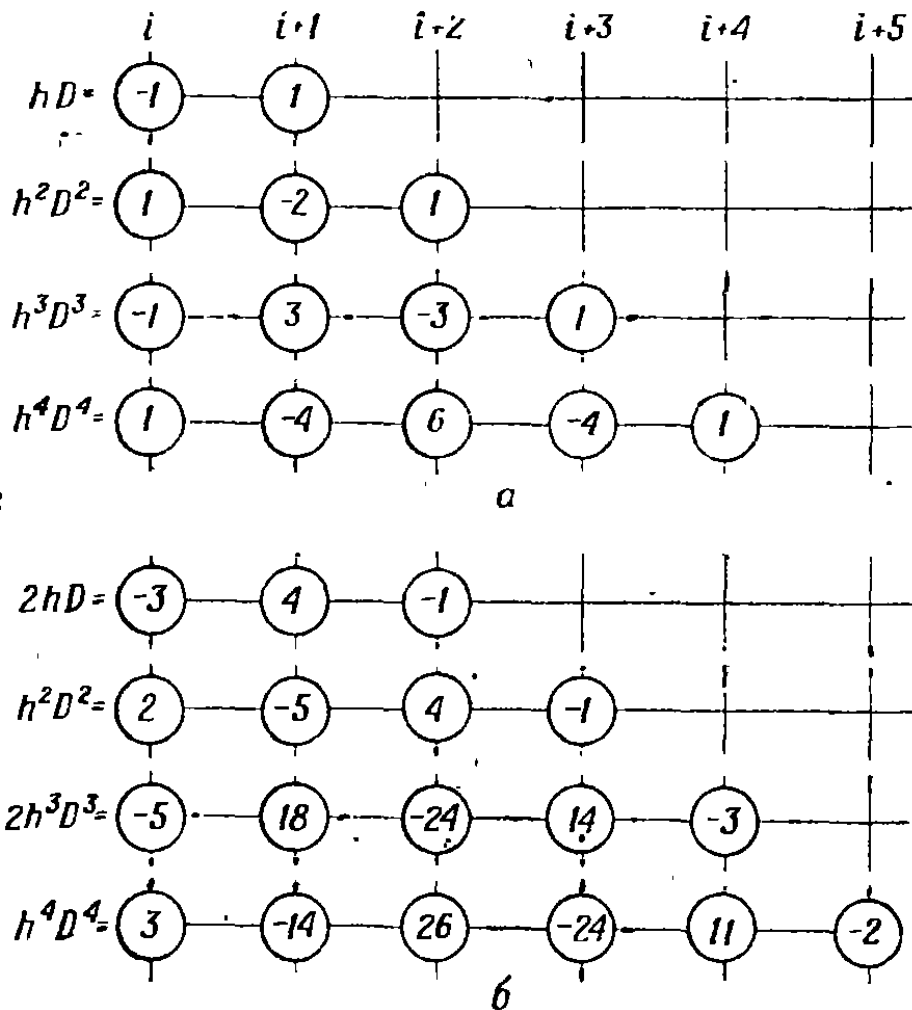 i i+1 i+2 i+3 i+4 i+5
hD= -1 1
h²D²= 1 -2 1
h³D³= -1 3 -3 1
h⁴D⁴= 1 -4 6 -4 1
а
2hD= -3 4 -1
h²D²= 2 -5 4 -1
2h³D³= -5 18 -24 14 -3
h⁴D⁴= 3 -14 26 -24 11 -2
б